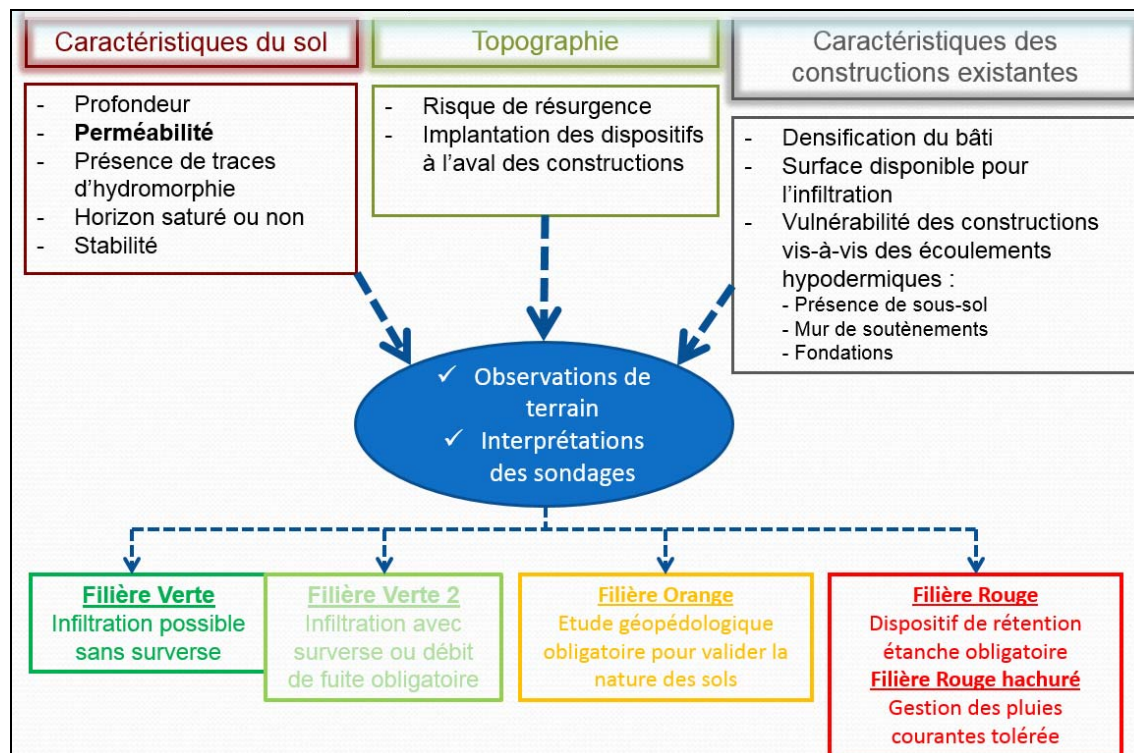 Caractéristiques du sol
- Profondeur
- Perméabilité
- Présence de traces
d'hydromorphie
- Horizon saturé ou non
- Stabilité
Topographie
- Risque de résurgence
- Implantation des dispositifs
à l'aval des constructions
Caractéristiques des
constructions existantes
- Densification du bâti
- Surface disponible pour
l'infiltration
- Vulnérabilité des constructions
vis-à-vis des écoulements
hypodermiques :
- Présence de sous-sol
- Mur de soutènements
- Fondations
✓ Observations de
terrain
✓ Interprétations
des sondages
Filière Verte
Infiltration possible
sans surverse
Filière Verte 2
Infiltration avec
surverse ou débit
de fuite obligatoire
Filière Orange
Etude géopédologique
obligatoire pour valider la
nature des sols
Filière Rouge
Dispositif de rétention
étanche obligatoire
Filière Rouge hachuré
Gestion des pluies
courantes tolérée